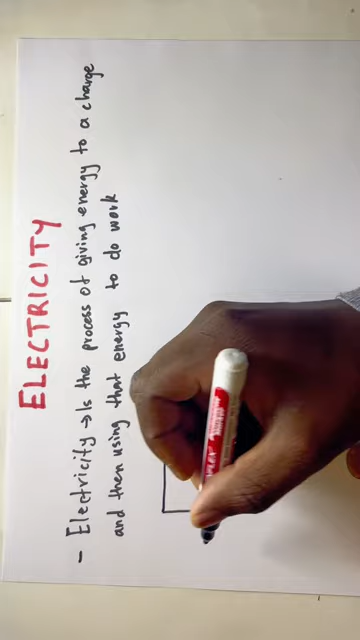 ELECTRICITY
- Electricity → Is the process of giving energy to a charge
and then using that energy to do work